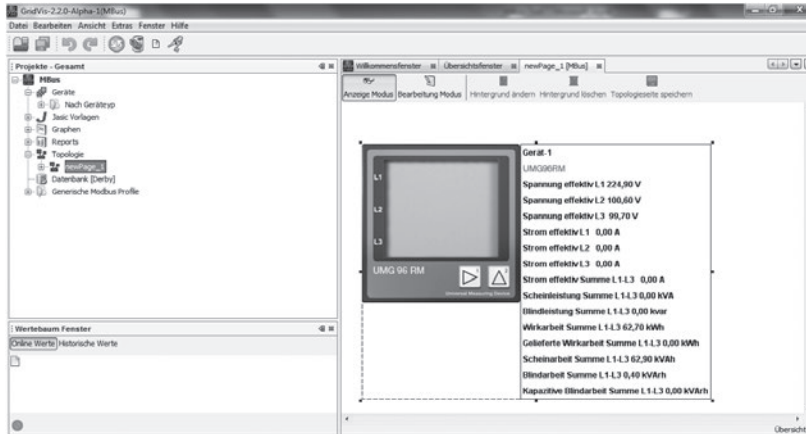 GridVis-2.2.0-Alpha-1(MBus)
Datei Bearbeiten Ansicht Extras Fenster Hilfe
Projekte - Gesamt
MBus
Geräte
Nach Gerätetyp
Jasic Vorlagen
Graphen
Reports
Topologie
newPage_1
Datenbank [Derby]
Generische Modbus Profile
Wertebaum Fenster
Online Werte Historische Werte
Willkommensfenster Übersichtsfenster newPage_1 [MBus]
Anzeige Modus Bearbeitung Modus Hintergrund ändern Hintergrund löschen Topologieseite speichern
L1
L2
L3
UMG 96 RM
Universal Measuring Device
Gerät-1
UMG96RM
Spannung effektiv L1 224,90 V
Spannung effektiv L2 100,60 V
Spannung effektiv L3 99,70 V
Strom effektiv L1 0,00 A
Strom effektiv L2 0,00 A
Strom effektiv L3 0,00 A
Strom effektiv Summe L1-L3 0,00 A
Scheinleistung Summe L1-L3 0,00 kVA
Blindleistung Summe L1-L3 0,00 kvar
Wirkarbeit Summe L1-L3 62,70 kWh
Gelieferte Wirkarbeit Summe L1-L3 0,00 kWh
Scheinarbeit Summe L1-L3 62,90 kVAh
Blindarbeit Summe L1-L3 0,40 kVArh
Kapazitive Blindarbeit Summe L1-L3 0,00 kVArh
Übersicht